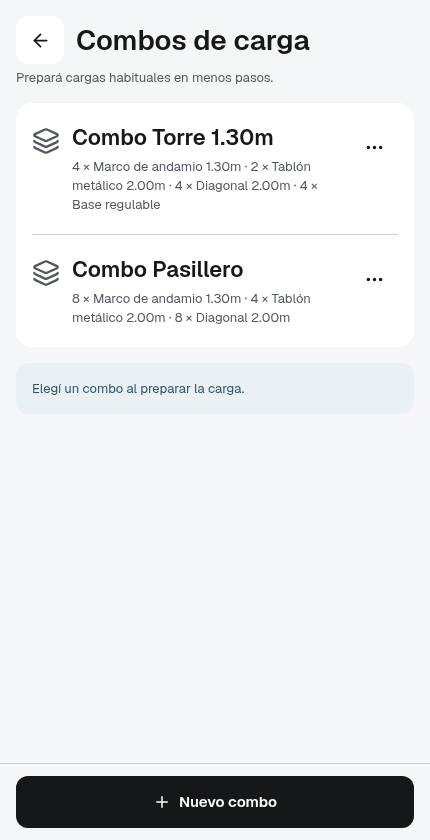 Combos de carga
Prepará cargas habituales en menos pasos.
Combo Torre 1.30m
4 × Marco de andamio 1.30m · 2 × Tablón
metálico 2.00m · 4 × Diagonal 2.00m · 4 ×
Base regulable
Combo Pasillero
8 × Marco de andamio 1.30m · 4 × Tablón
metálico 2.00m · 8 × Diagonal 2.00m
Elegí un combo al preparar la carga.
Nuevo combo